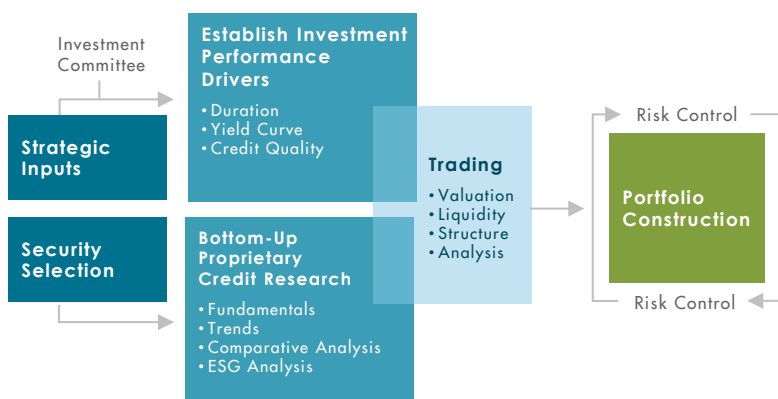 Investment
Committee
Strategic
Inputs
Security
Selection
Establish Investment
Performance
Drivers
• Duration
• Yield Curve
• Credit Quality
Bottom-Up
Proprietary
Credit Research
• Fundamentals
• Trends
• Comparative Analysis
• ESG Analysis
Trading
• Valuation
• Liquidity
• Structure
• Analysis
Risk Control
Portfolio
Construction
Risk Control